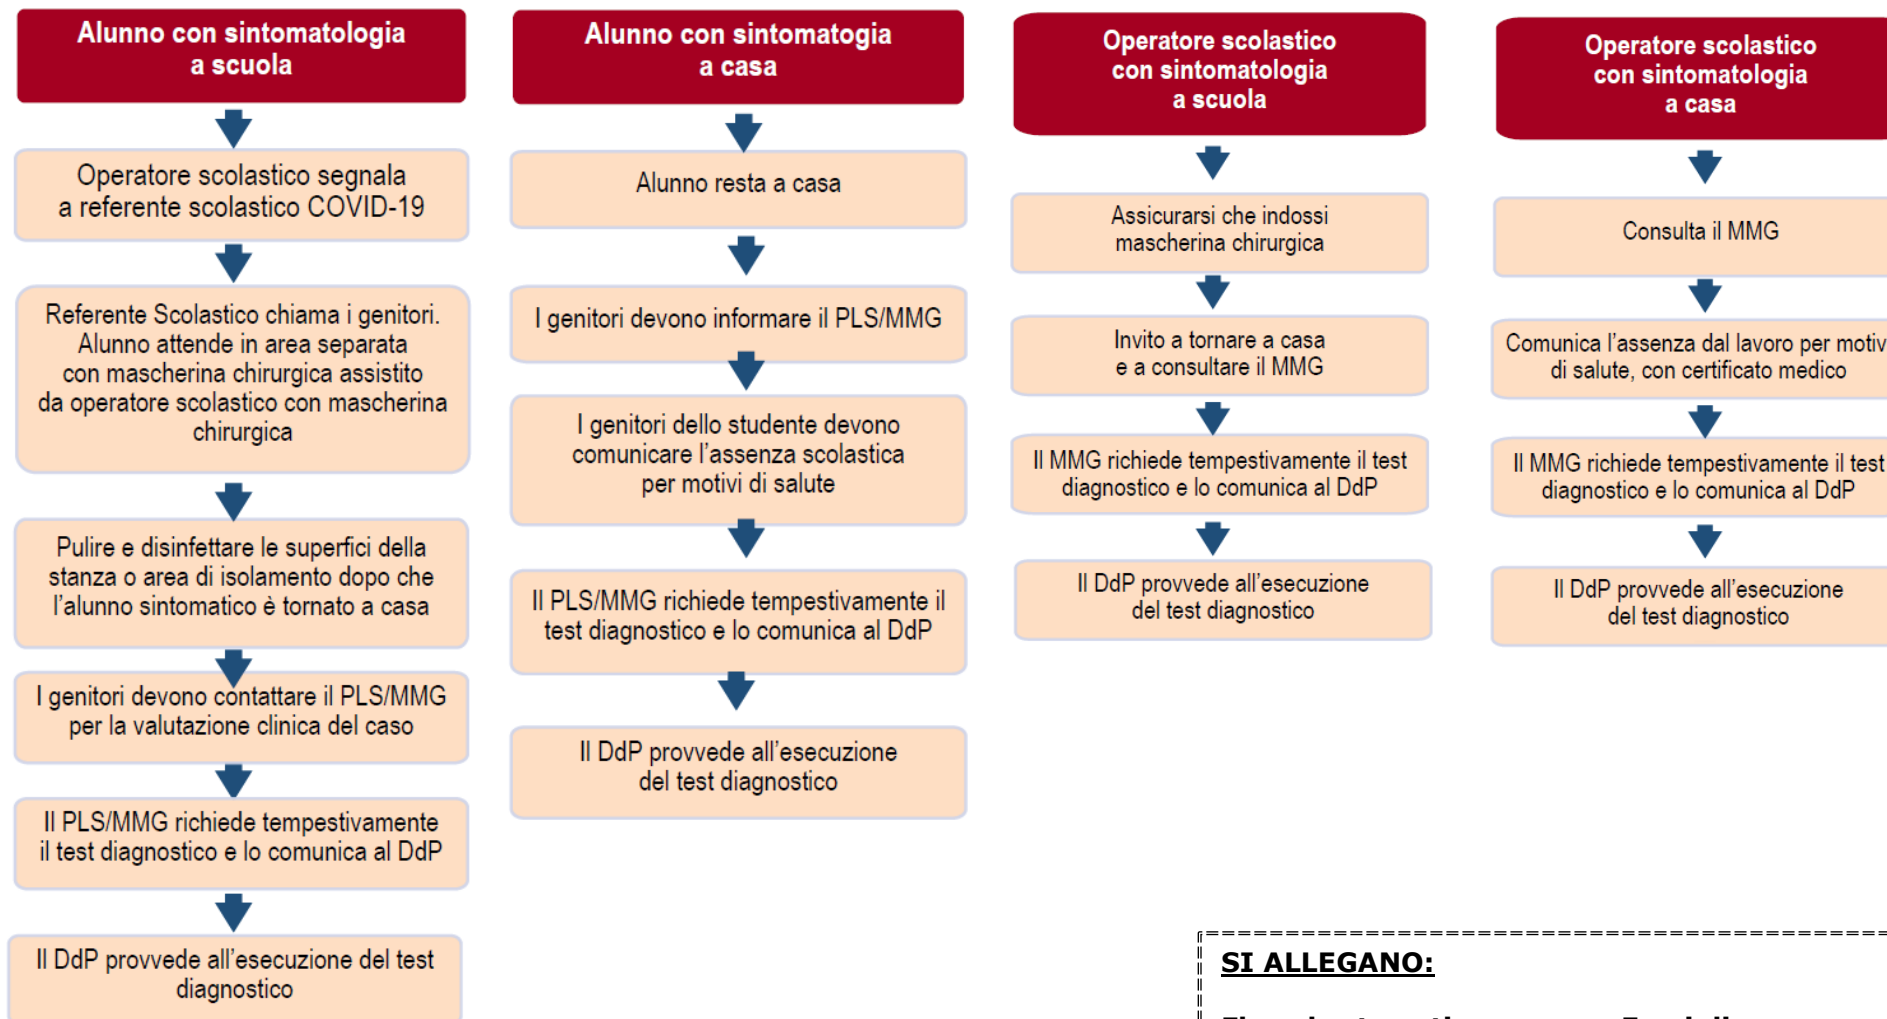 Alunno con sintomatologia
a scuola
Operatore scolastico segnala
a referente scolastico COVID-19
Referente Scolastico chiama i genitori.
Alunno attende in area separata
con mascherina chirurgica assistito
da operatore scolastico con mascherina
chirurgica
Pulire e disinfettare le superfici della
stanza o area di isolamento dopo che
l'alunno sintomatico è tornato a casa
I genitori devono contattare il PLS/MMG
per la valutazione clinica del caso
Il PLS/MMG richiede tempestivamente
il test diagnostico e lo comunica al DdP
Il DdP provvede all'esecuzione del test
diagnostico
Alunno con sintomatogia
a casa
Alunno resta a casa
I genitori devono informare il PLS/MMG
I genitori dello studente devono
comunicare l'assenza scolastica
per motivi di salute
Il PLS/MMG richiede tempestivamente il
test diagnostico e lo comunica al DdP
Il DdP provvede all'esecuzione
del test diagnostico
Operatore scolastico
con sintomatologia
a scuola
Assicurarsi che indossi
mascherina chirurgica
Invito a tornare a casa
e a consultare il MMG
Il MMG richiede tempestivamente il test
diagnostico e lo comunica al DdP
Il DdP provvede all'esecuzione
del test diagnostico
Operatore scolastico
con sintomatologia
a casa
Consulta il MMG
Comunica l'assenza dal lavoro per motiv
di salute, con certificato medico
Il MMG richiede tempestivamente il test
diagnostico e lo comunica al DdP
Il DdP provvede all'esecuzione
del test diagnostico
SI ALLEGANO: